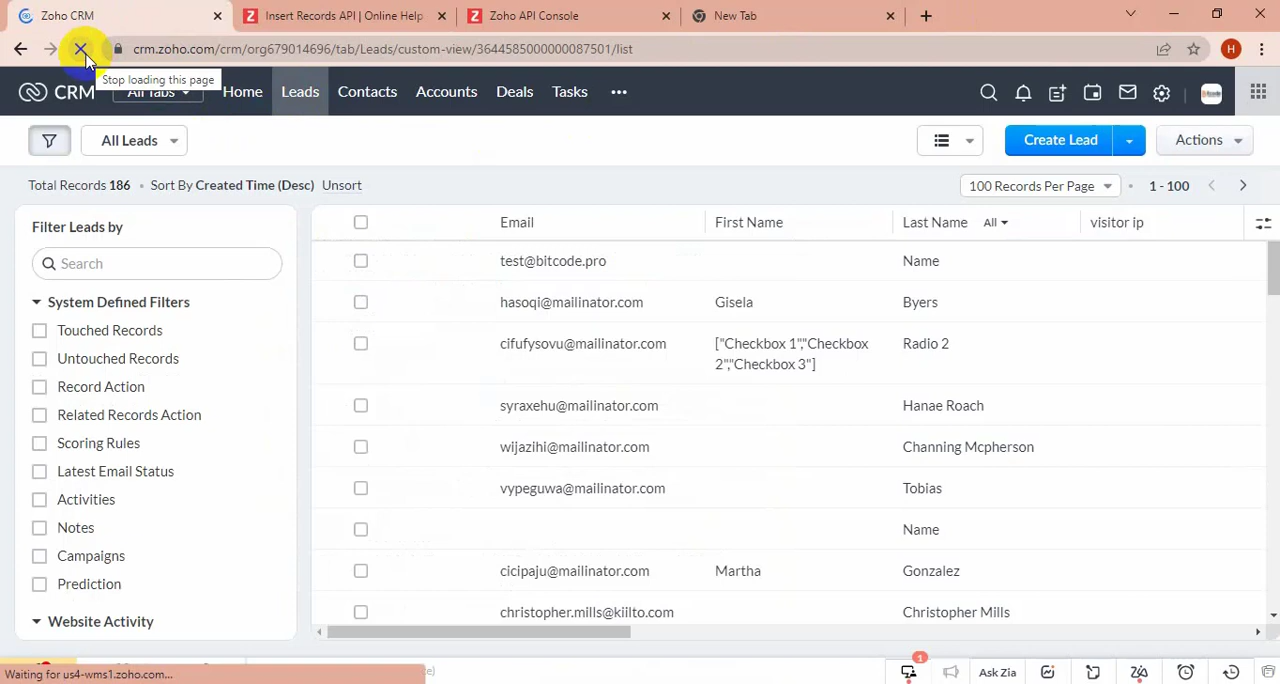 Zoho CRM
Insert Records API | Online Help
Zoho API Console
New Tab
crm.zoho.com/crm/org679014696/tab/Leads/custom-view/3644585000000087501/list
H
Stop loading this page
CRM
All Tabs
Home
Leads
Contacts
Accounts
Deals
Tasks
All Leads
Create Lead
Actions
Total Records 186 • Sort By Created Time (Desc) Unsort
100 Records Per Page
1 - 100
Filter Leads by
Search
System Defined Filters
Touched Records
Untouched Records
Record Action
Related Records Action
Scoring Rules
Latest Email Status
Activities
Notes
Campaigns
Prediction
Website Activity
Email First Name Last Name All visitor ip
test@bitcode.pro Name
hasoqi@mailinator.com Gisela Byers
cifufysovu@mailinator.com ["Checkbox 1","Checkbox Radio 2
2","Checkbox 3"]
syraxehu@mailinator.com Hanae Roach
wijazihi@mailinator.com Channing Mcpherson
vypeguwa@mailinator.com Tobias
Name
cicipaju@mailinator.com Martha Gonzalez
christopher.mills@kiilto.com Christopher Mills
Waiting for us4-wms1.zoho.com...
1
Ask Zia